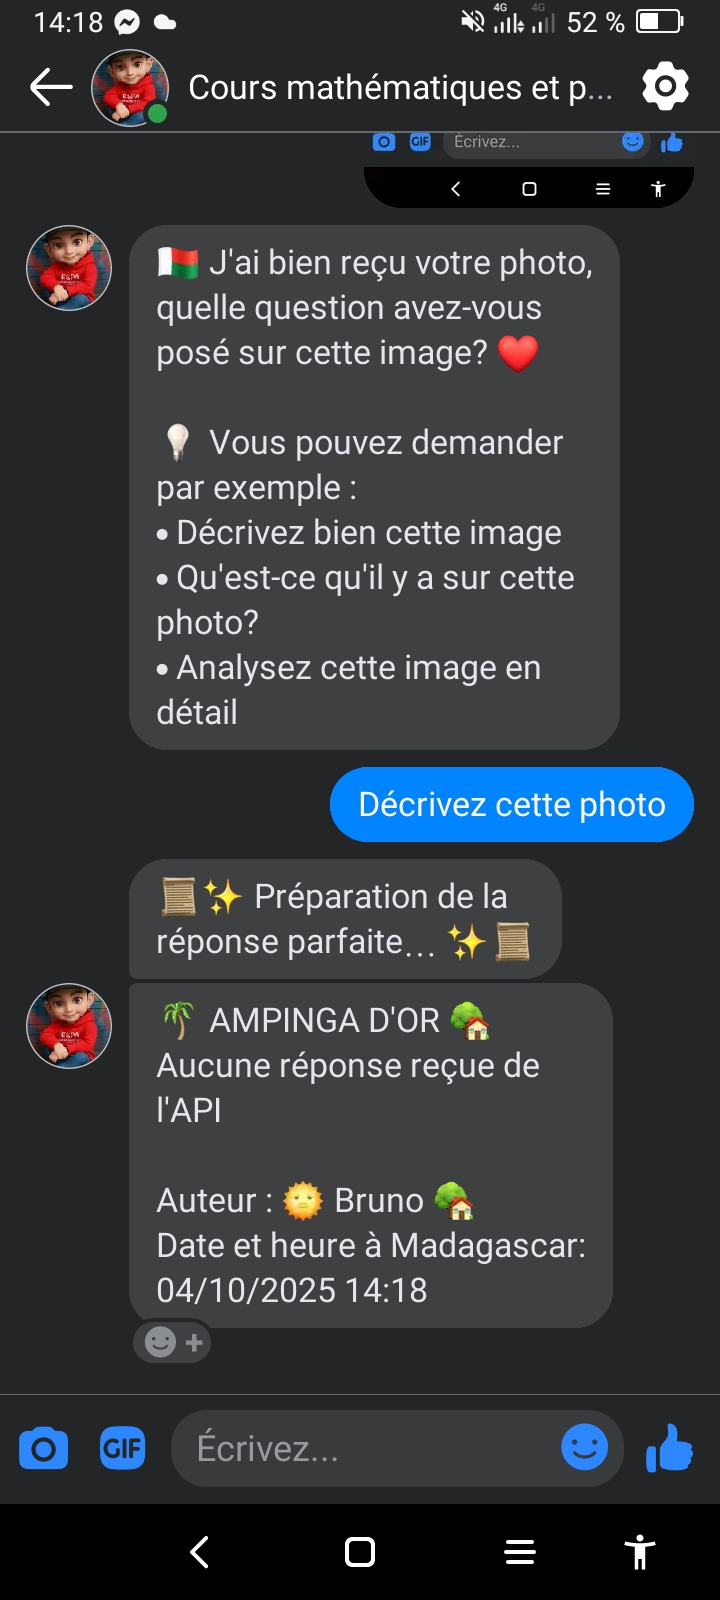 14:18 4G 4G 52 %
Cours mathématiques et p...
GIF Écrivez...
🇲🇬 J'ai bien reçu votre photo,
quelle question avez-vous
posé sur cette image? ❤️
💡 Vous pouvez demander
par exemple :
• Décrivez bien cette image
• Qu'est-ce qu'il y a sur cette
photo?
• Analysez cette image en
détail
Décrivez cette photo
📜✨ Préparation de la
réponse parfaite... ✨📜
🌴 AMPINGA D'OR 🏡
Aucune réponse reçue de
l'API
Auteur : 🌞 Bruno 🏡
Date et heure à Madagascar:
04/10/2025 14:18
GIF Écrivez...